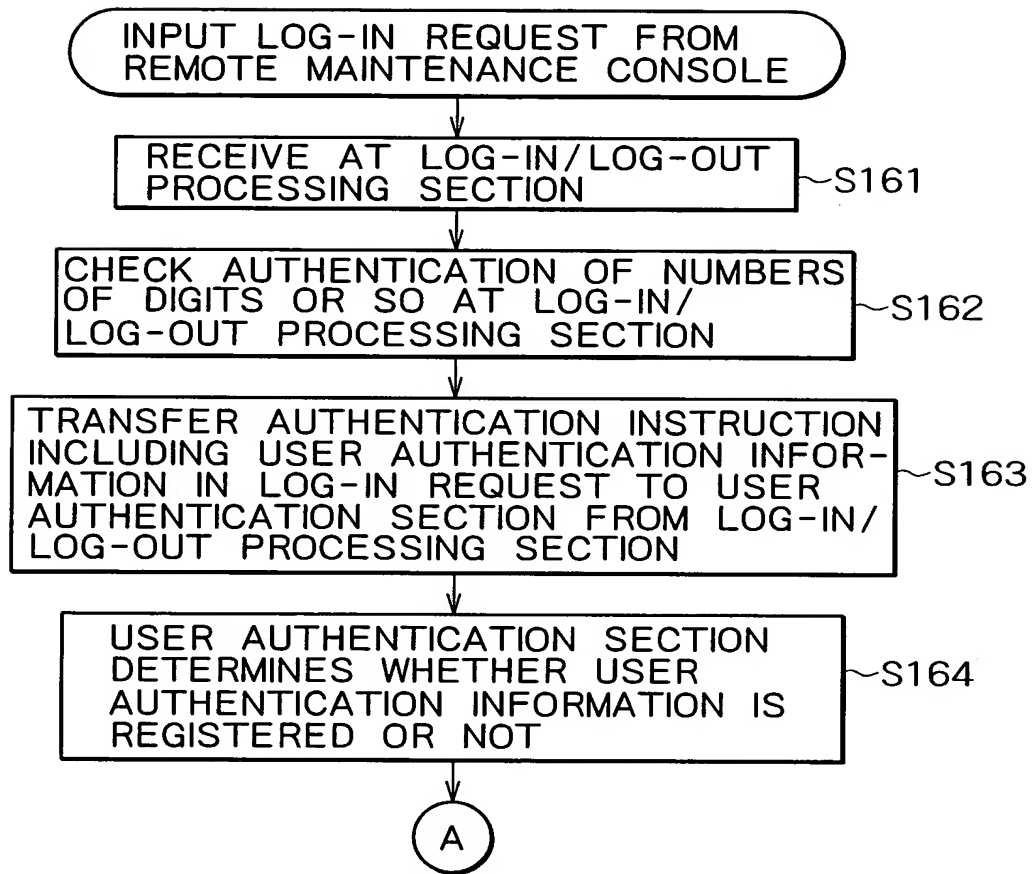 INPUT LOG-IN REQUEST FROM
REMOTE MAINTENANCE CONSOLE
RECEIVE AT LOG-IN/LOG-OUT
PROCESSING SECTION
S161
CHECK AUTHENTICATION OF NUMBERS
OF DIGITS OR SO AT LOG-IN/
LOG-OUT PROCESSING SECTION
S162
TRANSFER AUTHENTICATION INSTRUCTION
INCLUDING USER AUTHENTICATION INFOR-
MATION IN LOG-IN REQUEST TO USER
AUTHENTICATION SECTION FROM LOG-IN/
LOG-OUT PROCESSING SECTION
S163
USER AUTHENTICATION SECTION
DETERMINES WHETHER USER
AUTHENTICATION INFORMATION IS
REGISTERED OR NOT
S164
A